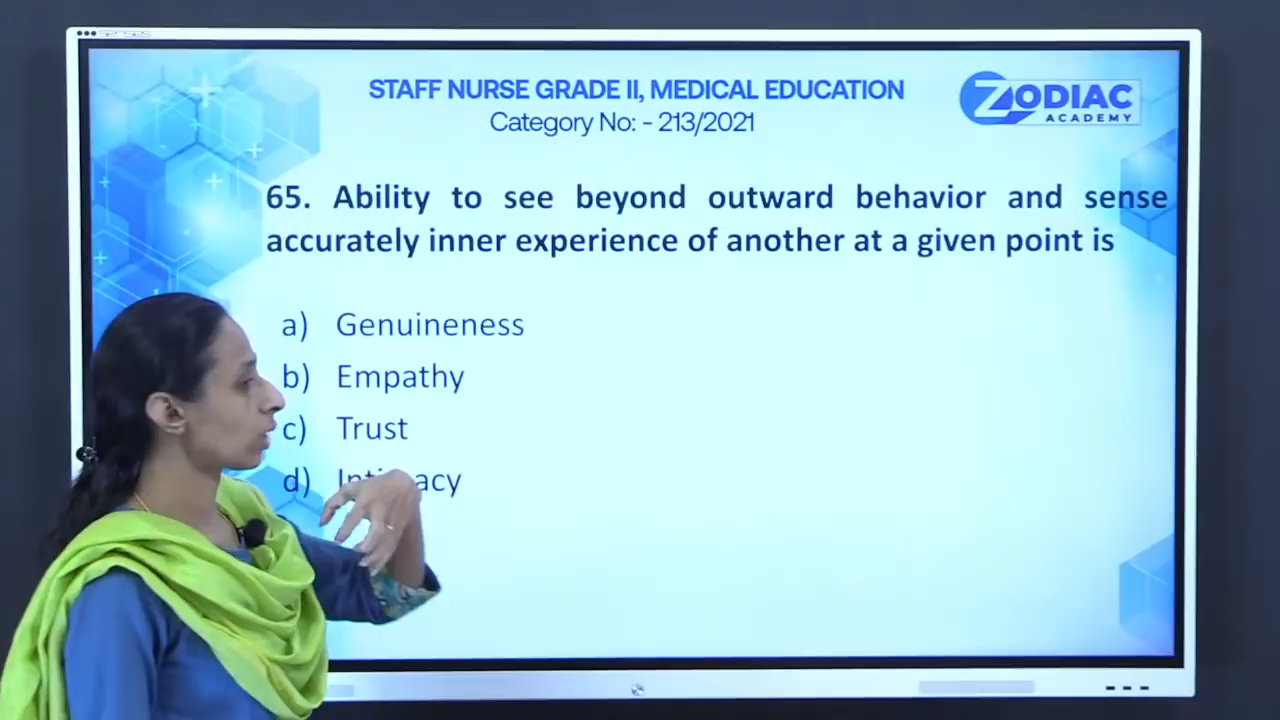 STAFF NURSE GRADE II, MEDICAL EDUCATION
Category No: - 213/2021
ZODIAC
ACADEMY
65. Ability to see beyond outward behavior and sense
accurately inner experience of another at a given point is
a) Genuineness
b) Empathy
c) Trust
d) Intimacy